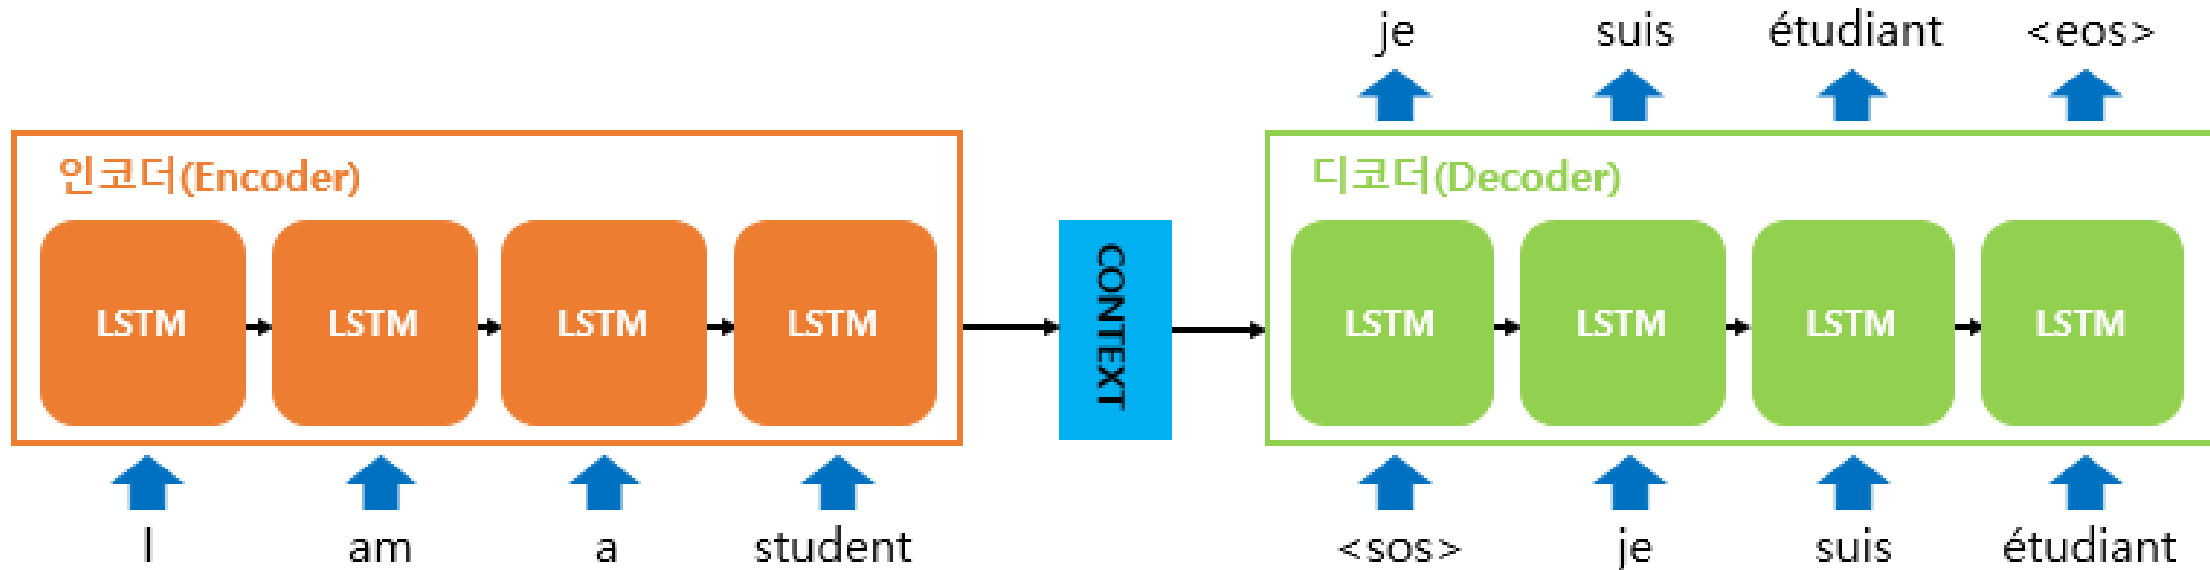 je suis étudiant <eos>
인코더(Encoder)
디코더(Decoder)
LSTM LSTM LSTM LSTM
CONTEXT
LSTM LSTM LSTM LSTM
I am a student
<sos> je suis étudiant